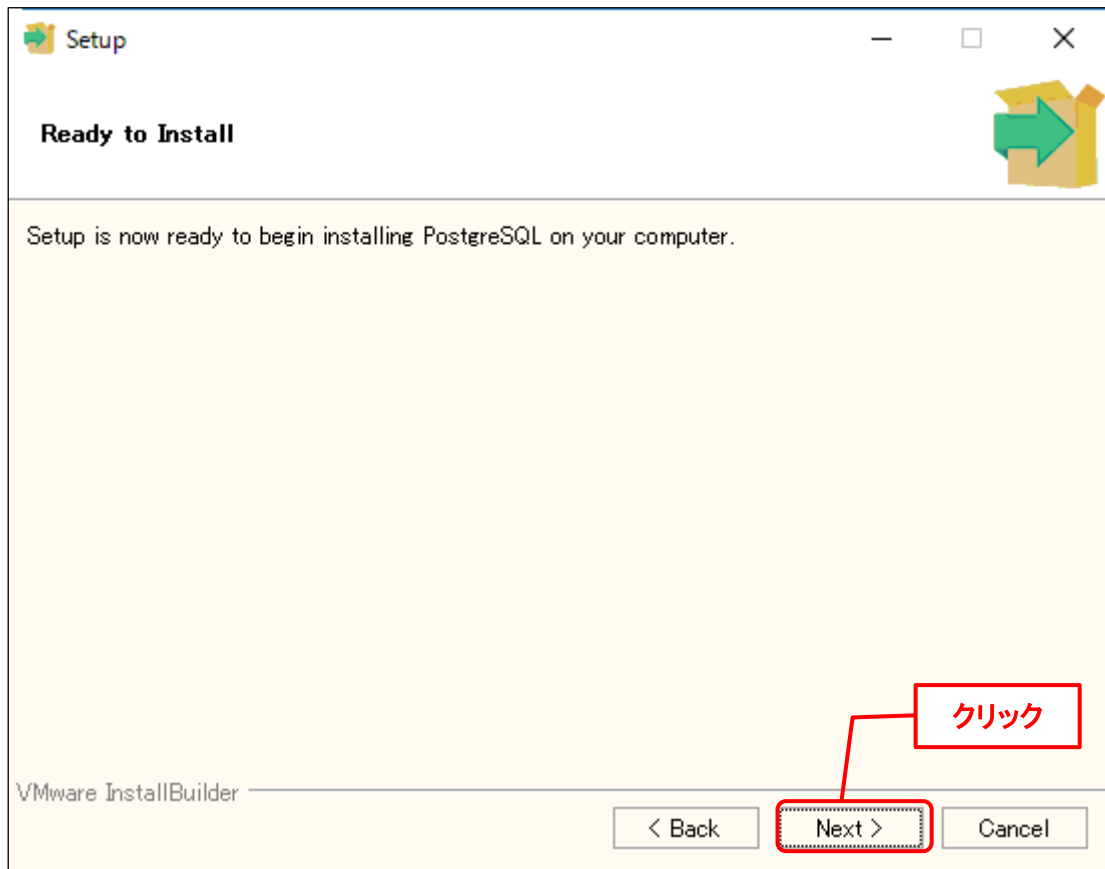 Setup
Ready to Install
Setup is now ready to begin installing PostgreSQL on your computer.
クリック
VMware InstallBuilder
< Back
Next >
Cancel